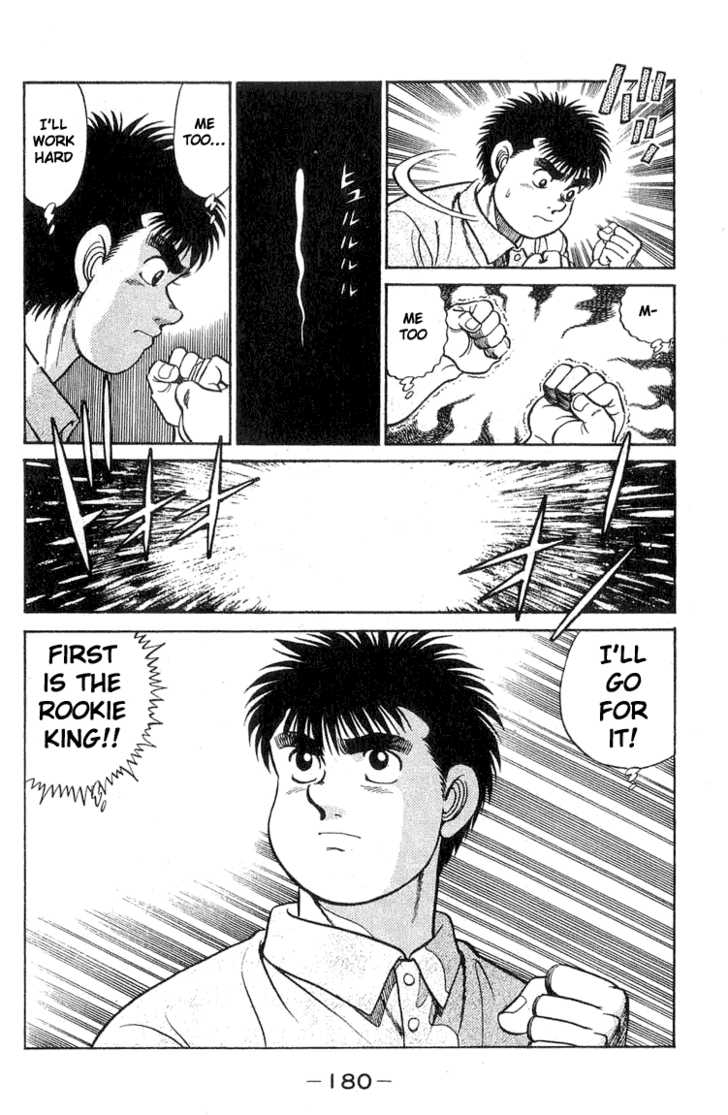 M-
ME
TOO
ヒュルルルルル
ME
TOO...
I'LL
WORK
HARD
I'LL
GO
FOR
IT!
FIRST
IS THE
ROOKIE
KING!!
-180-